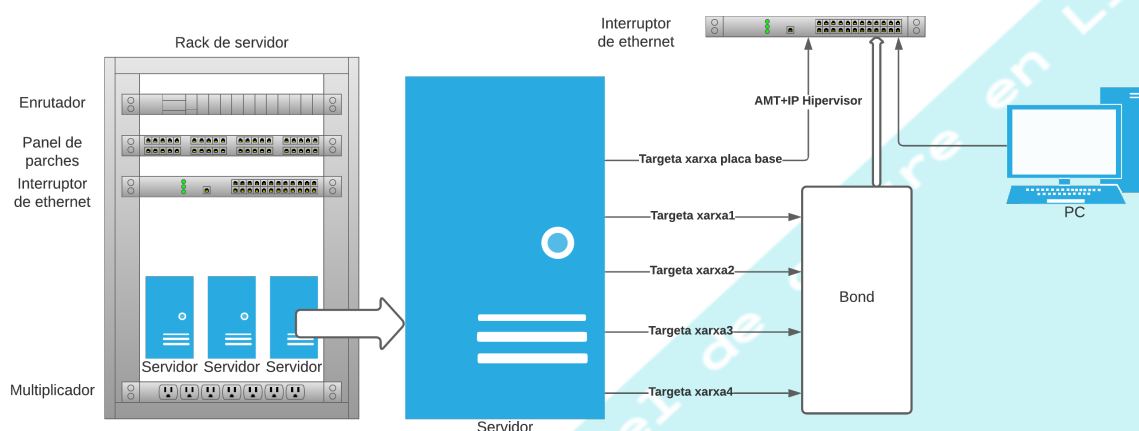 Rack de servidor
Enrutador
Panel de
parches
Interruptor
de ethernet
Servidor Servidor Servidor
Multiplicador
Servidor
Interruptor
de ethernet
AMT+IP Hipervisor
Targeta xarxa placa base
Targeta xarxa1
Targeta xarxa2
Targeta xarxa3
Targeta xarxa4
Bond
PC